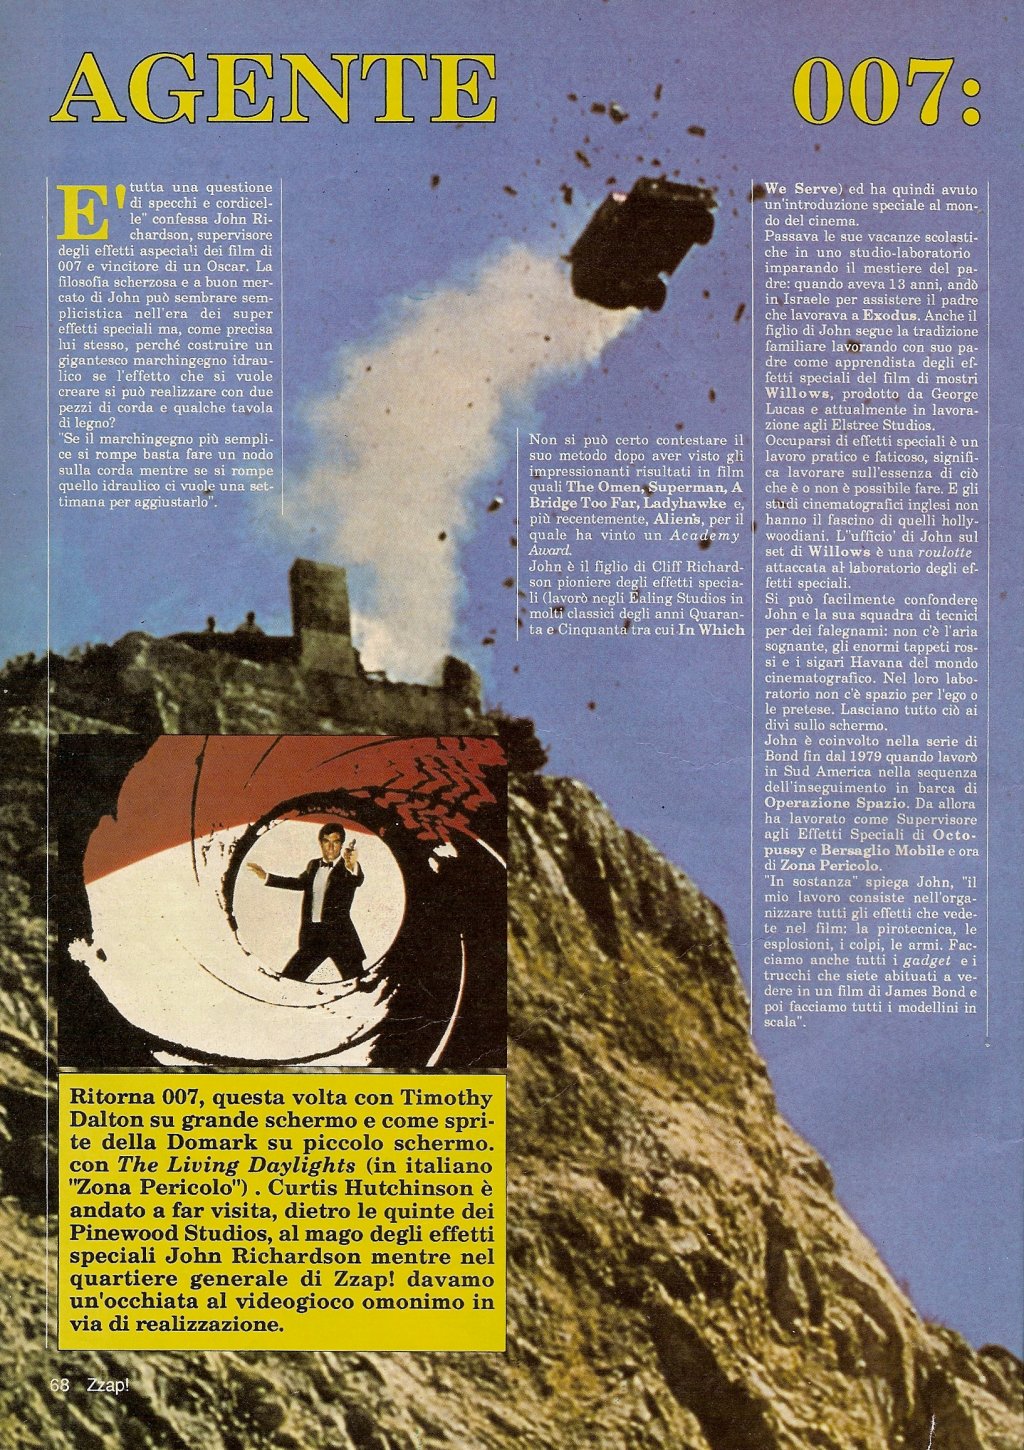 AGENTE 007:
E' tutta una questione
di specchi e cordicel-
le" confessa John Ri-
chardson, supervisore
degli effetti aspeciali dei film di
007 e vincitore di un Oscar. La
filosofia scherzosa e a buon mer-
cato di John può sembrare sem-
plicistica nell'era dei super
effetti speciali ma, come precisa
lui stesso, perché costruire un
gigantesco marchingegno idrau-
lico se l'effetto che si vuole
creare si può realizzare con due
pezzi di corda e qualche tavola
di legno?
"Se il marchingegno più sempli-
ce si rompe basta fare un nodo
sulla corda mentre se si rompe
quello idraulico ci vuole una set-
timana per aggiustarlo".
Non si può certo contestare il
suo metodo dopo aver visto gli
impressionanti risultati in film
quali The Omen, Superman, A
Bridge Too Far, Ladyhawke e,
più recentemente, Aliens, per il
quale ha vinto un Academy
Award.
John è il figlio di Cliff Richard-
son pioniere degli effetti specia-
li (lavorò negli Ealing Studios in
molti classici degli anni Quaran-
ta e Cinquanta tra cui In Which
We Serve) ed ha quindi avuto
un'introduzione speciale al mon-
do del cinema.
Passava le sue vacanze scolasti-
che in uno studio-laboratorio
imparando il mestiere del pa-
dre: quando aveva 13 anni, andò
in Israele per assistere il padre
che lavorava a Exodus. Anche il
figlio di John segue la tradizione
familiare lavorando con suo pa-
dre come apprendista degli ef-
fetti speciali del film di mostri
Willows, prodotto da George
Lucas e attualmente in lavora-
zione agli Elstree Studios.
Occuparsi di effetti speciali è un
lavoro pratico e faticoso, signifi-
ca lavorare sull'essenza di ciò
che è o non è possibile fare. E gli
studi cinematografici inglesi non
hanno il fascino di quelli holly-
woodiani. L''ufficio' di John sul
set di Willows è una roulotte
attaccata al laboratorio degli ef-
fetti speciali.
Si può facilmente confondere
John e la sua squadra di tecnici
per dei falegnami: non c'è l'aria
sognante, gli enormi tappeti ros-
si e i sigari Havana del mondo
cinematografico. Nel loro labo-
ratorio non c'è spazio per l'ego o
le pretese. Lasciano tutto ciò ai
divi sullo schermo.
John è coinvolto nella serie di
Bond fin dal 1979 quando lavorò
in Sud America nella sequenza
dell'inseguimento in barca di
Operazione Spazio. Da allora
ha lavorato come Supervisore
agli Effetti Speciali di Octo-
pussy e Bersaglio Mobile e ora
di Zona Pericolo.
"In sostanza" spiega John, "il
mio lavoro consiste nell'orga-
nizzare tutti gli effetti che vede-
te nel film: la pirotecnica, le
esplosioni, i colpi, le armi. Fac-
ciamo anche tutti i gadget e i
trucchi che siete abituati a ve-
dere in un film di James Bond e
poi facciamo tutti i modellini in
scala".
Ritorna 007, questa volta con Timothy
Dalton su grande schermo e come spri-
te della Domark su piccolo schermo.
con The Living Daylights (in italiano
"Zona Pericolo") . Curtis Hutchinson è
andato a far visita, dietro le quinte dei
Pinewood Studios, al mago degli effetti
speciali John Richardson mentre nel
quartiere generale di Zzap! davamo
un'occhiata al videogioco omonimo in
via di realizzazione.
68 Zzap!